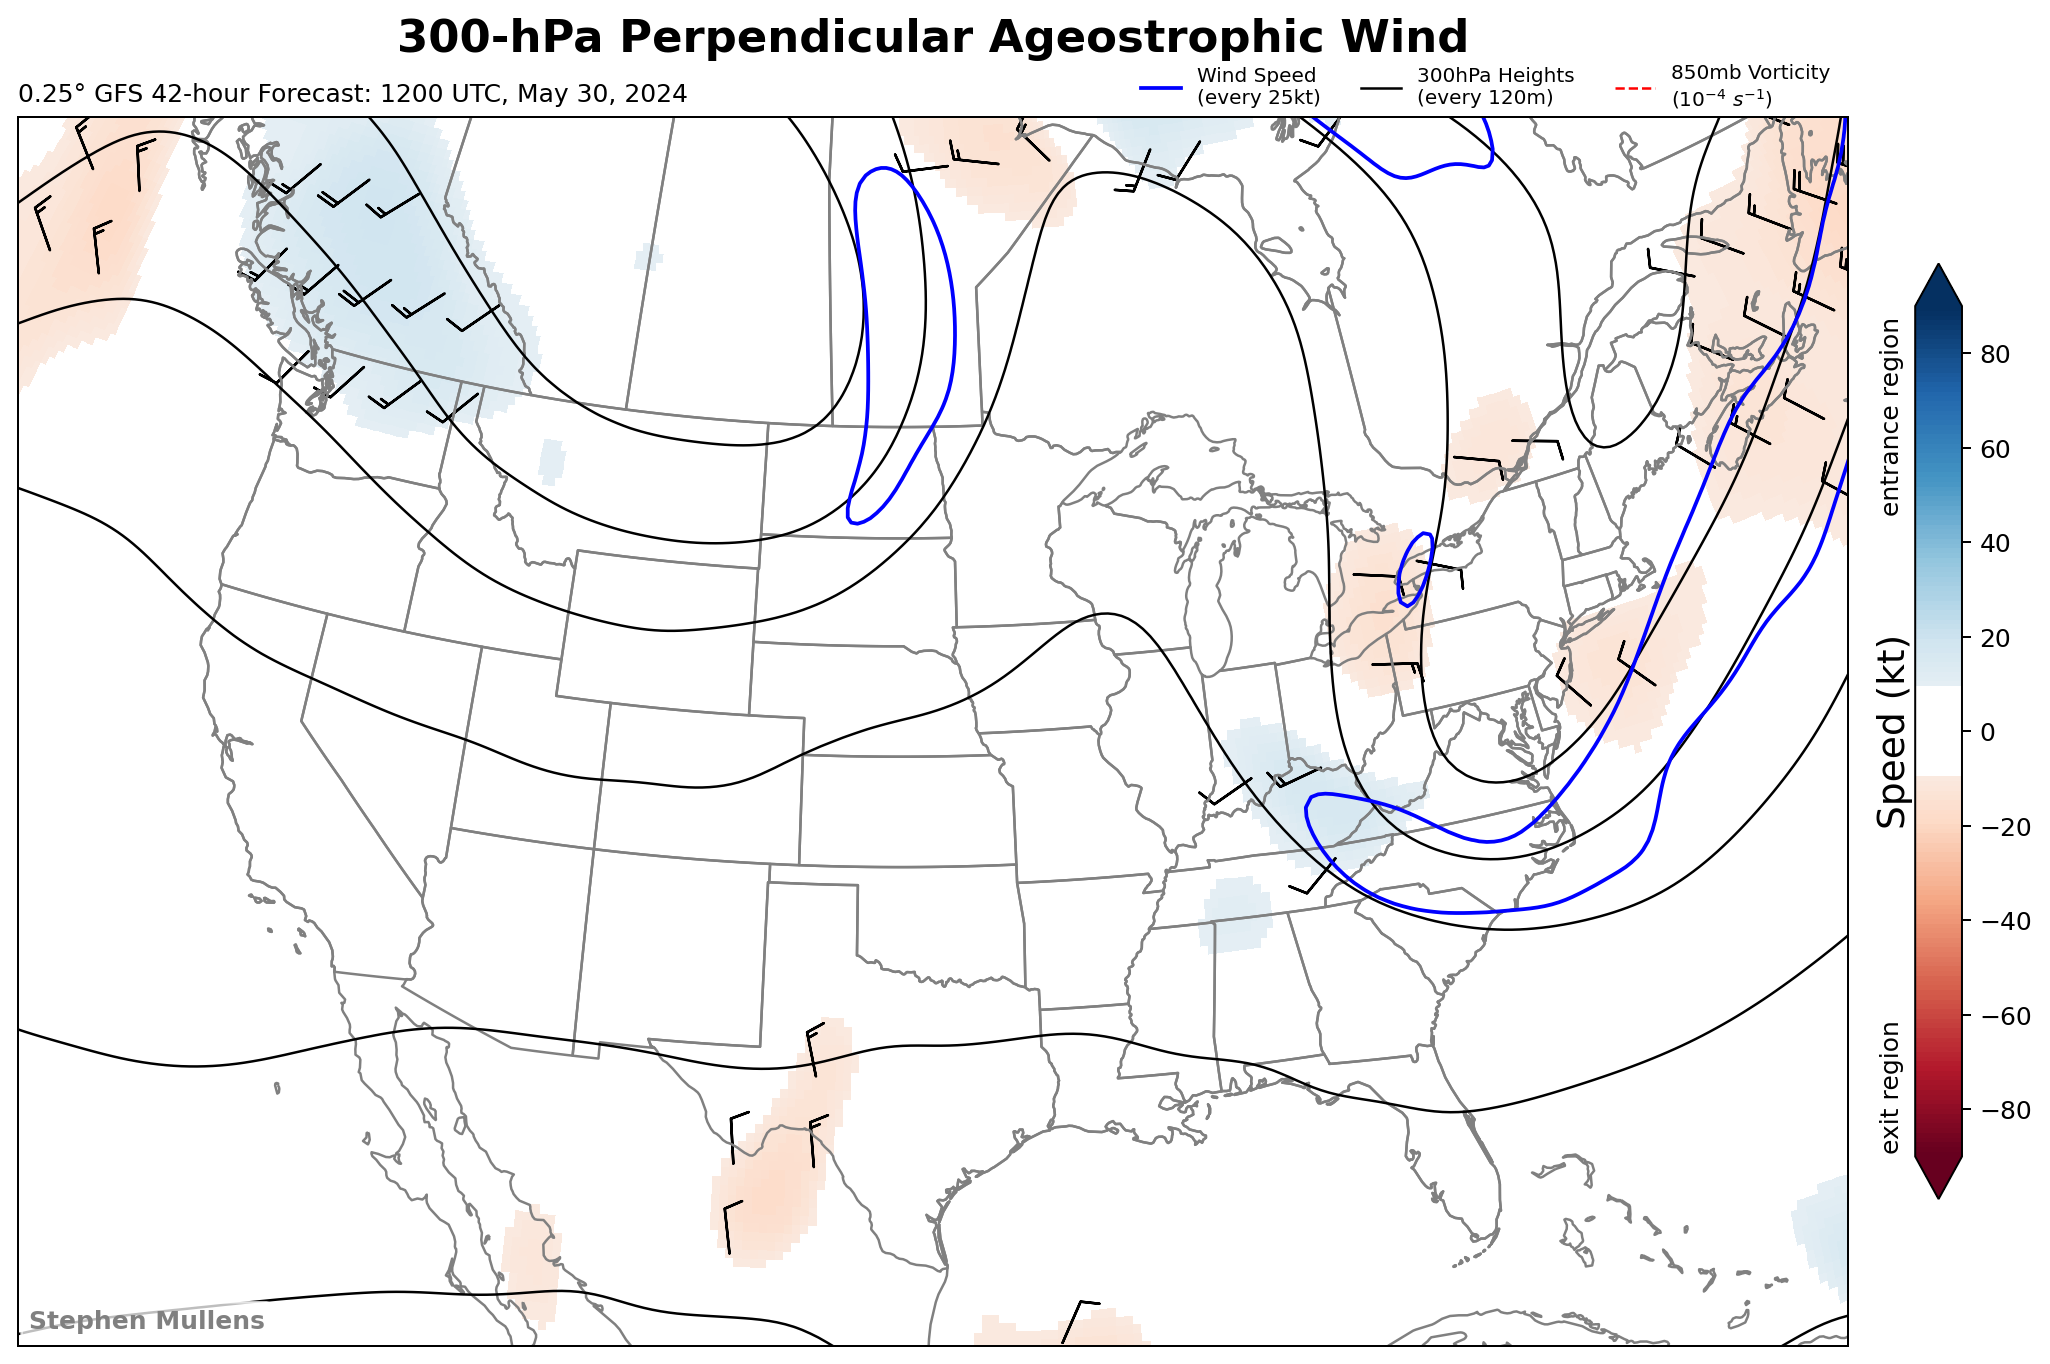 300-hPa Perpendicular Ageostrophic Wind
0.25° GFS 42-hour Forecast: 1200 UTC, May 30, 2024
Wind Speed
(every 25kt)
300hPa Heights
(every 120m)
850mb Vorticity
(10⁻⁴ s⁻¹)
entrance region
Speed (kt)
exit region
80
60
40
20
0
−20
−40
−60
−80
Stephen Mullens